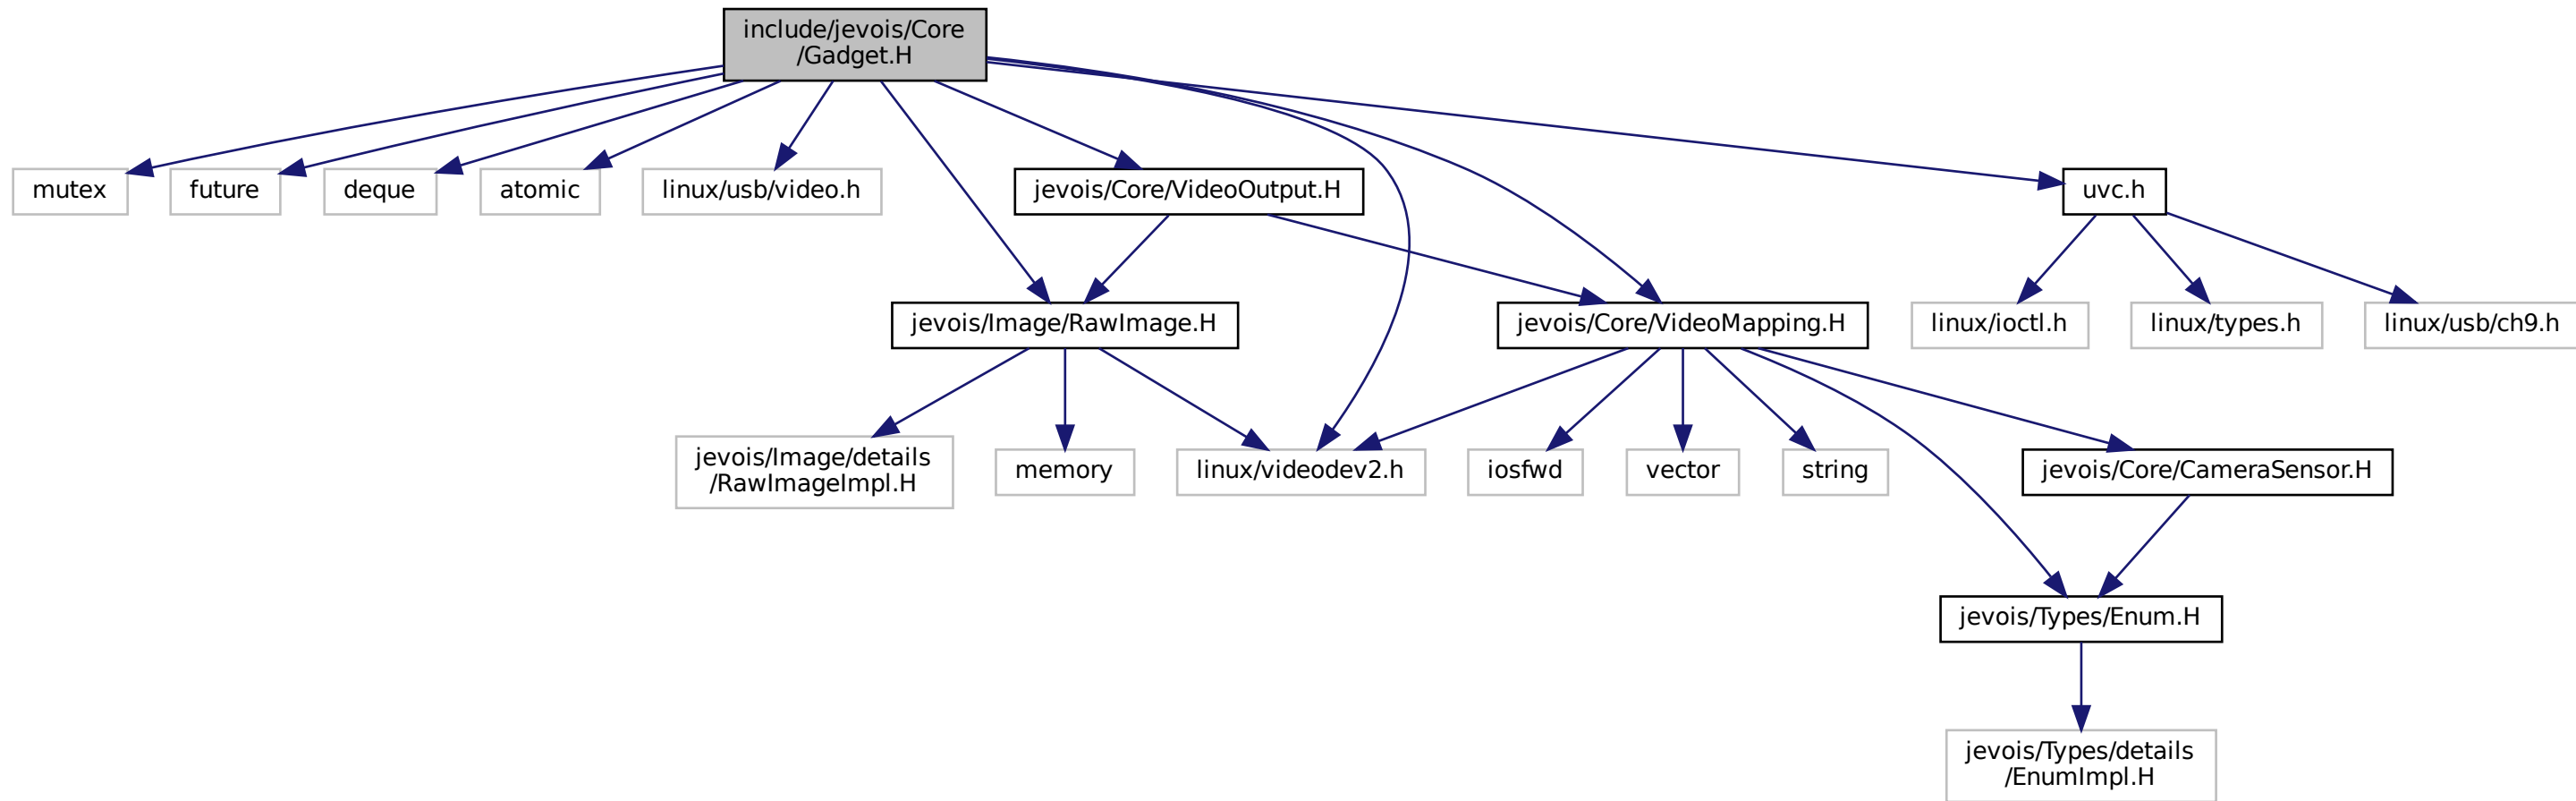 include/jevois/Core
/Gadget.H
mutex
future
deque
atomic
linux/usb/video.h
jevois/Core/VideoOutput.H
uvc.h
jevois/Image/RawImage.H
jevois/Core/VideoMapping.H
linux/ioctl.h
linux/types.h
linux/usb/ch9.h
jevois/Image/details
/RawImageImpl.H
memory
linux/videodev2.h
iosfwd
vector
string
jevois/Core/CameraSensor.H
jevois/Types/Enum.H
jevois/Types/details
/EnumImpl.H